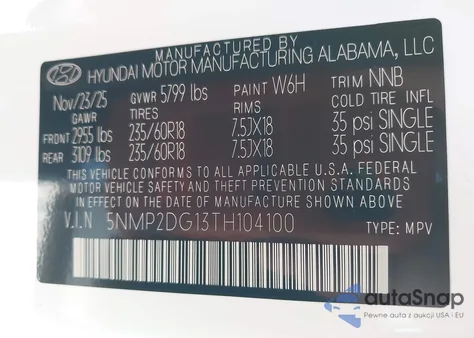 MANUFACTURED BY
HYUNDAI MOTOR MANUFACTURING ALABAMA, LLC
Nov/23/25 GVWR 5799 lbs PAINT W6H TRIM NNB
GAWR TIRES RIMS COLD TIRE INFL
FRONT 2955 lbs 235/60R18 7.5JX18 35 psi SINGLE
REAR 3109 lbs 235/60R18 7.5JX18 35 psi SINGLE
THIS VEHICLE CONFORMS TO ALL APPLICABLE U.S.A. FEDERAL
MOTOR VEHICLE SAFETY AND THEFT PREVENTION STANDARDS
IN EFFECT ON THE DATE OF MANUFACTURE SHOWN ABOVE
V.I.N 5NMP2DG13TH104100 TYPE: MPV
autoSnap
Pewne auta z aukcji USA i EU